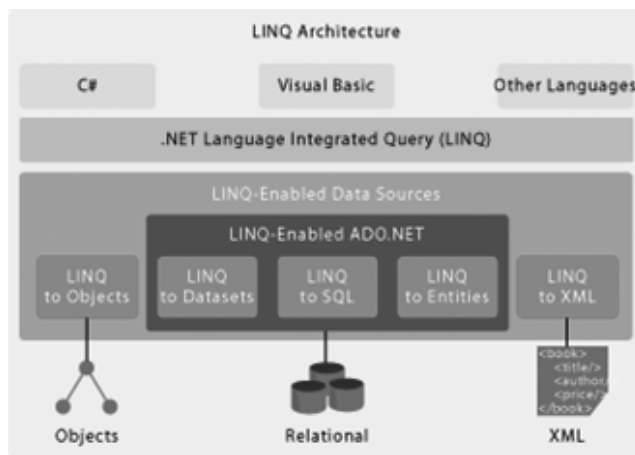 LINQ Architecture
C#
Visual Basic
Other Languages
.NET Language Integrated Query (LINQ)
LINQ-Enabled Data Sources
LINQ-Enabled ADO.NET
LINQ
to Objects
LINQ
to Datasets
LINQ
to SQL
LINQ
to Entities
LINQ
to XML
<book>
<title/>
<author/
<price/>
</book>
Objects
Relational
XML